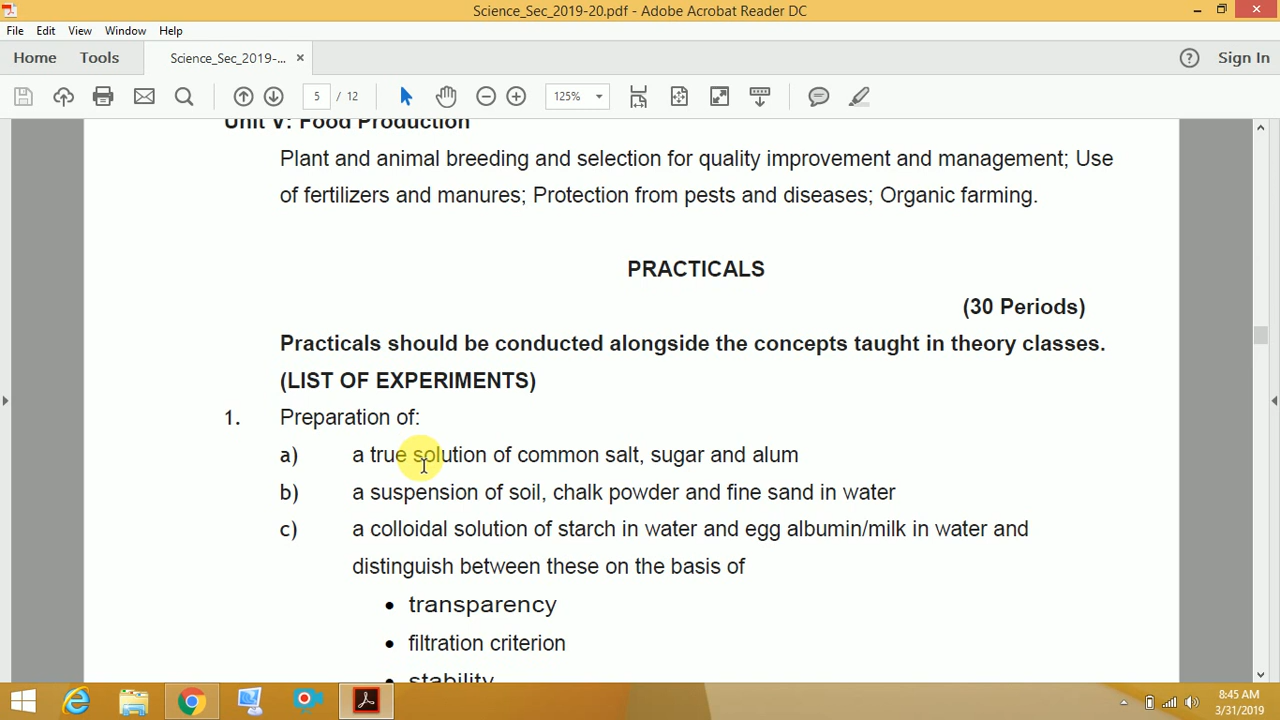 Science_Sec_2019-20.pdf - Adobe Acrobat Reader DC
File Edit View Window Help
Home Tools Science_Sec_2019-... × Sign In
5 / 12 125%
Unit V: Food Production
Plant and animal breeding and selection for quality improvement and management; Use
of fertilizers and manures; Protection from pests and diseases; Organic farming.
PRACTICALS
(30 Periods)
Practicals should be conducted alongside the concepts taught in theory classes.
(LIST OF EXPERIMENTS)
1. Preparation of:
a) a true solution of common salt, sugar and alum
b) a suspension of soil, chalk powder and fine sand in water
c) a colloidal solution of starch in water and egg albumin/milk in water and
distinguish between these on the basis of
• transparency
• filtration criterion
• stability
8:45 AM
3/31/2019